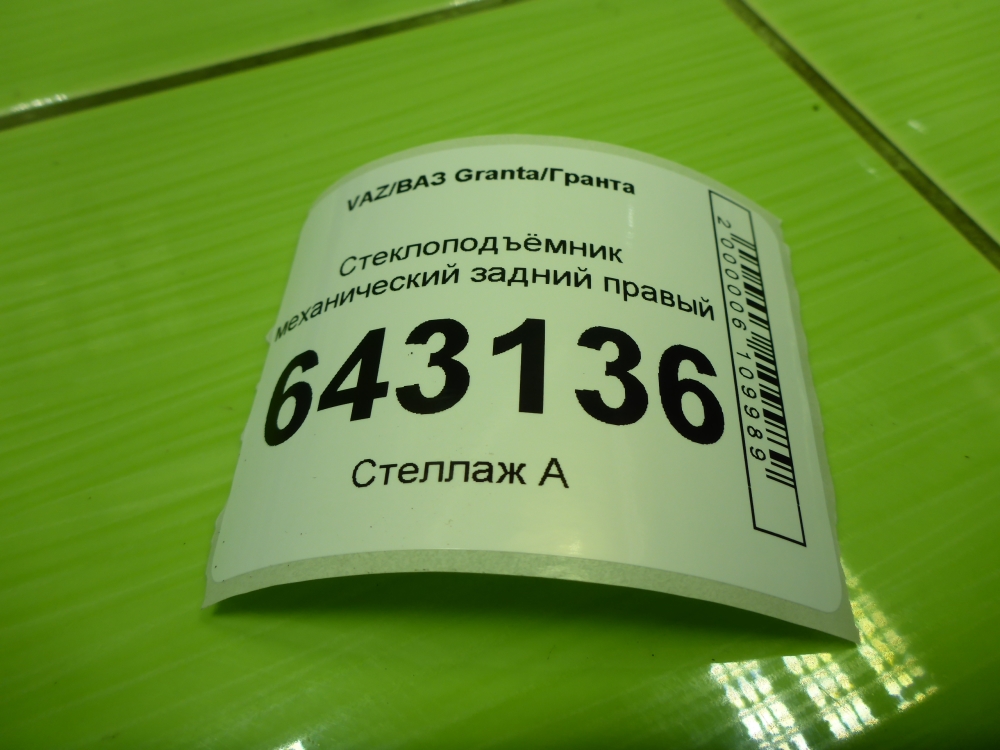 VAZ/ВАЗ Granta/Гранта
Стеклоподъёмник
механический задний правый
643136
Стеллаж А
2000006109989